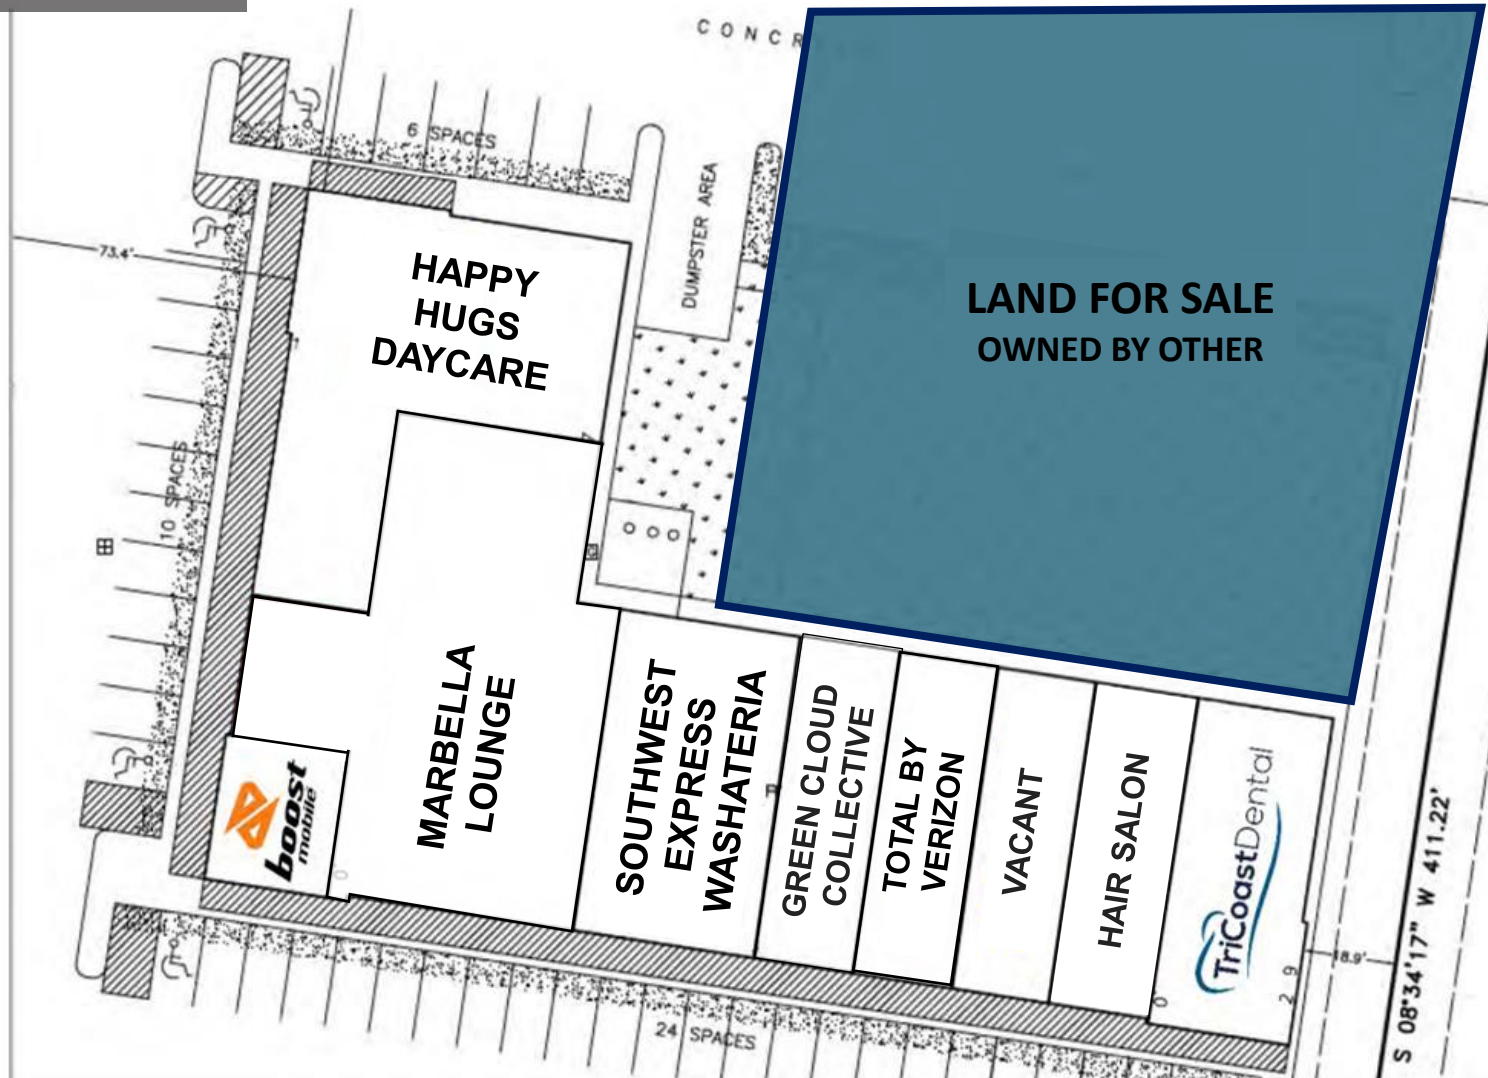 CONCR
6 SPACES
DUMPSTER AREA
73.4'
HAPPY
HUGS
DAYCARE
LAND FOR SALE
OWNED BY OTHER
10 SPACES
MARBELLA
LOUNGE
boost
mobile
SOUTHWEST
EXPRESS
WASHATERIA
GREEN CLOUD
COLLECTIVE
TOTAL BY
VERIZON
VACANT
HAIR SALON
TriCoastDental
18.9'
S 08°34'17" W 411.22'
24 SPACES